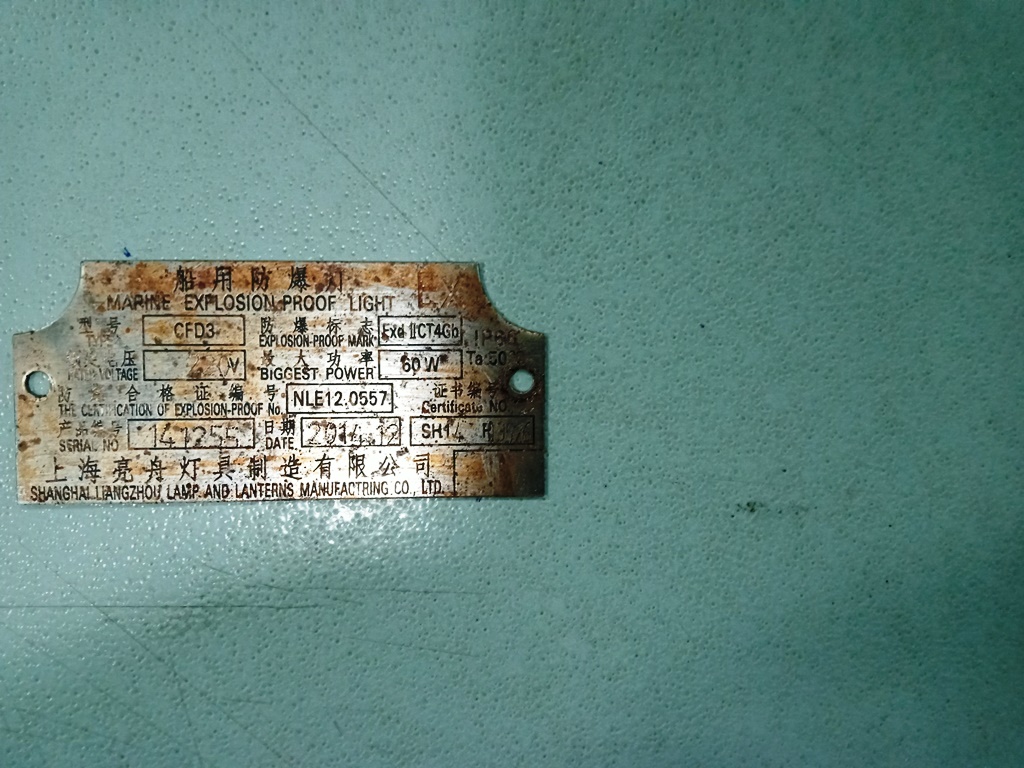 船用防爆灯
MARINE EXPLOSION-PROOF LIGHT
型号 TYPE CFD3 防爆标志 EXPLOSION-PROOF MARK Exd IICT4Gb
压 VOLTAGE V 最大功率 BIGGEST POWER 60 W Ta:50
防 合格证编号 THE CERTIFICATION OF EXPLOSION-PROOF No. NLE12.0557 证书编号 Certificate NO.
产品编号 SERIAL NO 日期 DATE 2014.12 SH14
上海亮舟灯具制造有限公司
SHANGHAI LIANGZHOU LAMP AND LANTERNS MANUFACTRING CO., LTD.